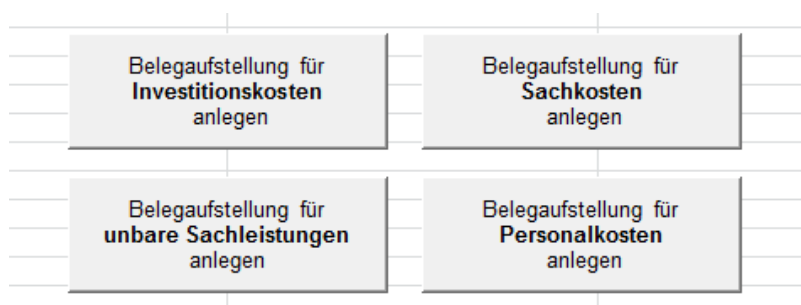 Belegaufstellung für
Investitionskosten
anlegen
Belegaufstellung für
Sachkosten
anlegen
Belegaufstellung für
unbare Sachleistungen
anlegen
Belegaufstellung für
Personalkosten
anlegen